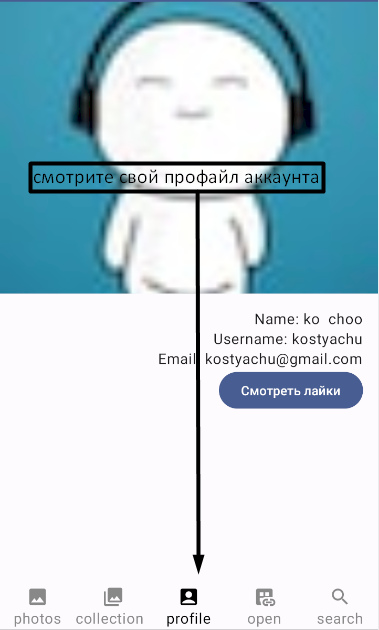 смотрите свой профайл аккаунта
Name: ko choo
Username: kostyachu
Email kostyachu@gmail.com
Смотреть лайки
photos collection profile open search